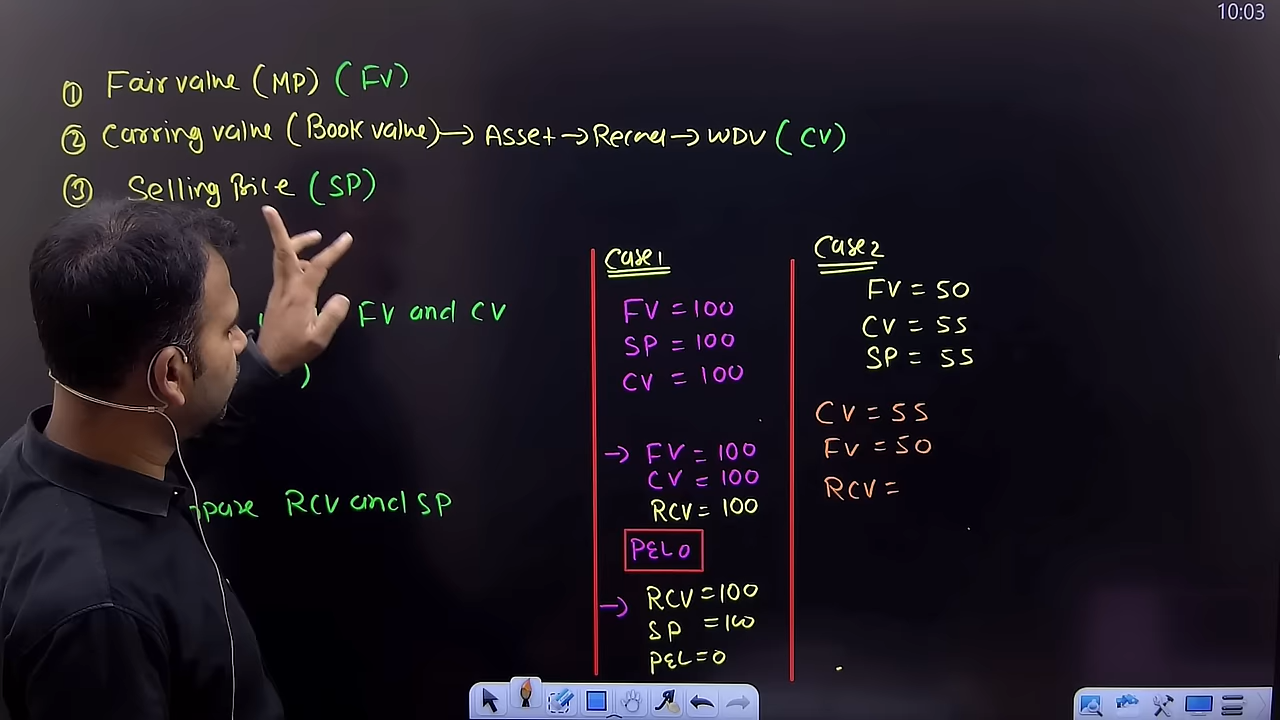 10:03
① Fair value (MP) (FV)
② Carring value (Book value) → Asset → Record → WDV (CV)
③ Selling Price (SP)
FV and CV
)
pare RCV and SP
Case 1
FV = 100
SP = 100
CV = 100
→ FV = 100
CV = 100
RCV = 100
P&L 0
→ RCV = 100
SP = 100
P&L = 0
Case 2
FV = 50
CV = 55
SP = 55
CV = 55
FV = 50
RCV =